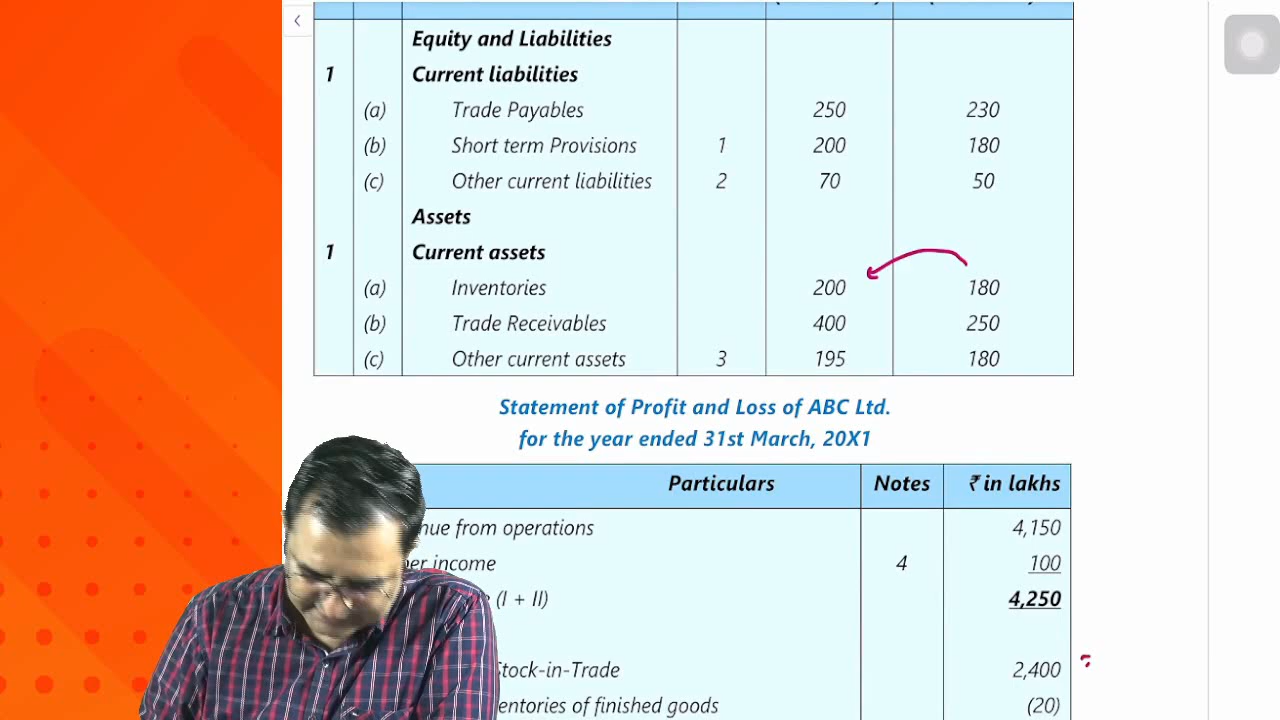 Equity and Liabilities
1 Current liabilities
(a) Trade Payables 250 230
(b) Short term Provisions 1 200 180
(c) Other current liabilities 2 70 50
Assets
1 Current assets
(a) Inventories 200 180
(b) Trade Receivables 400 250
(c) Other current assets 3 195 180
Statement of Profit and Loss of ABC Ltd.
for the year ended 31st March, 20X1
Particulars Notes ₹ in lakhs
from operations 4,150
income 4 100
(I + II) 4,250
Stock-in-Trade 2,400
of finished goods (20)